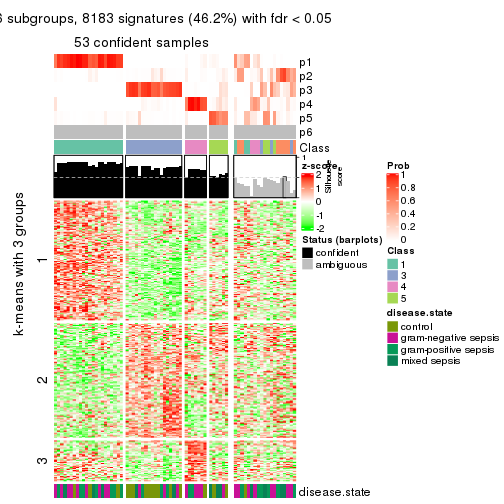 6 subgroups, 8183 signatures (46.2%) with fdr < 0.05
53 confident samples
p1
p2
p3
p4
p5
p6
Class
1
z-score
2
1
0
-1
-2
Silhouette
score
Status (barplots)
confident
ambiguous
Prob
1
0.8
0.6
0.4
0.2
0
Class
1
3
4
5
disease.state
control
gram-negative sepsis
gram-positive sepsis
mixed sepsis
k-means with 3 groups
1
2
3
disease.state